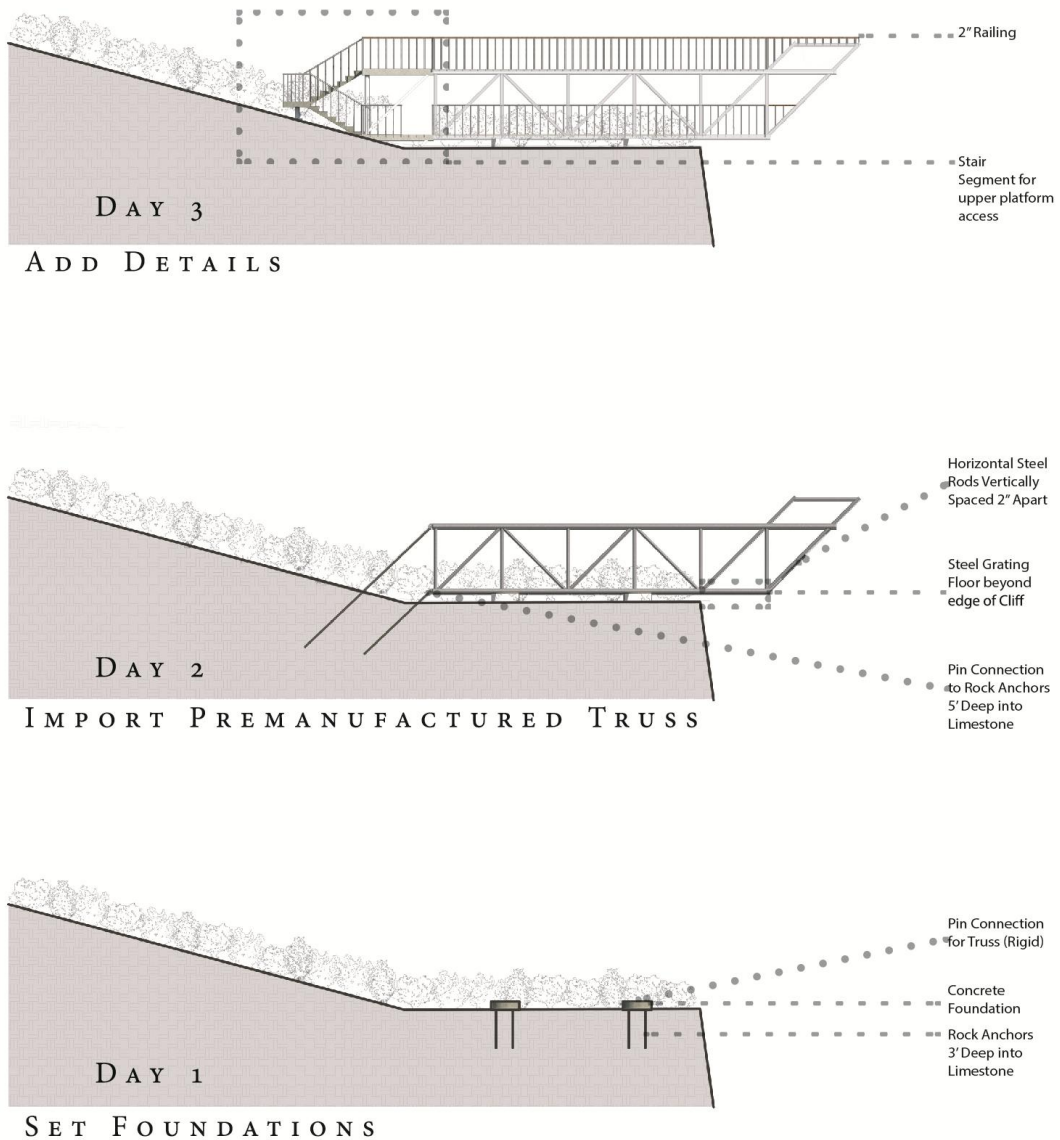 2" Railing
Stair
Segment for
upper platform
access
DAY 3
ADD DETAILS
Horizontal Steel
Rods Vertically
Spaced 2" Apart
Steel Grating
Floor beyond
edge of Cliff
Pin Connection
to Rock Anchors
5' Deep into
Limestone
DAY 2
IMPORT PREMANUFACTURED TRUSS
Pin Connection
for Truss (Rigid)
Concrete
Foundation
Rock Anchors
3' Deep into
Limestone
DAY 1
SET FOUNDATIONS